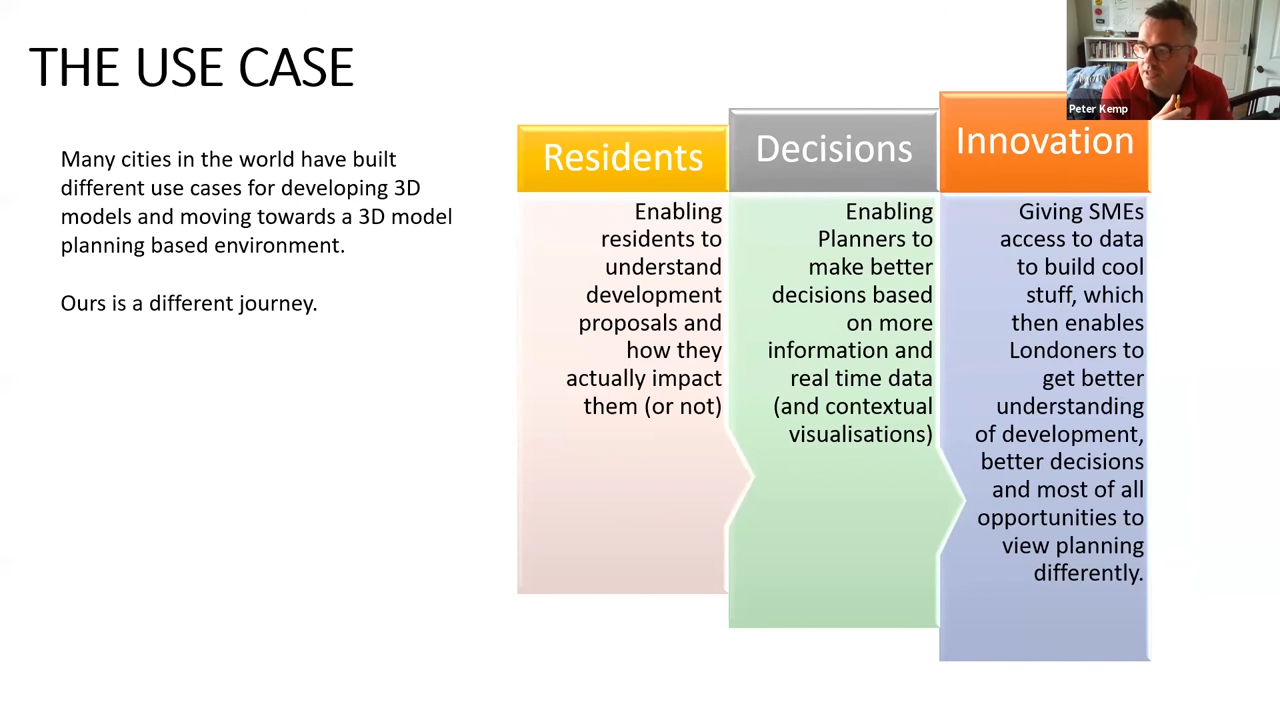 THE USE CASE
Many cities in the world have built
different use cases for developing 3D
models and moving towards a 3D model
planning based environment.
Ours is a different journey.
Residents
Enabling
residents to
understand
development
proposals and
how they
actually impact
them (or not)
Decisions
Enabling
Planners to
make better
decisions based
on more
information and
real time data
(and contextual
visualisations)
Innovation
Giving SMEs
access to data
to build cool
stuff, which
then enables
Londoners to
get better
understanding
of development,
better decisions
and most of all
opportunities to
view planning
differently.
Peter Kemp